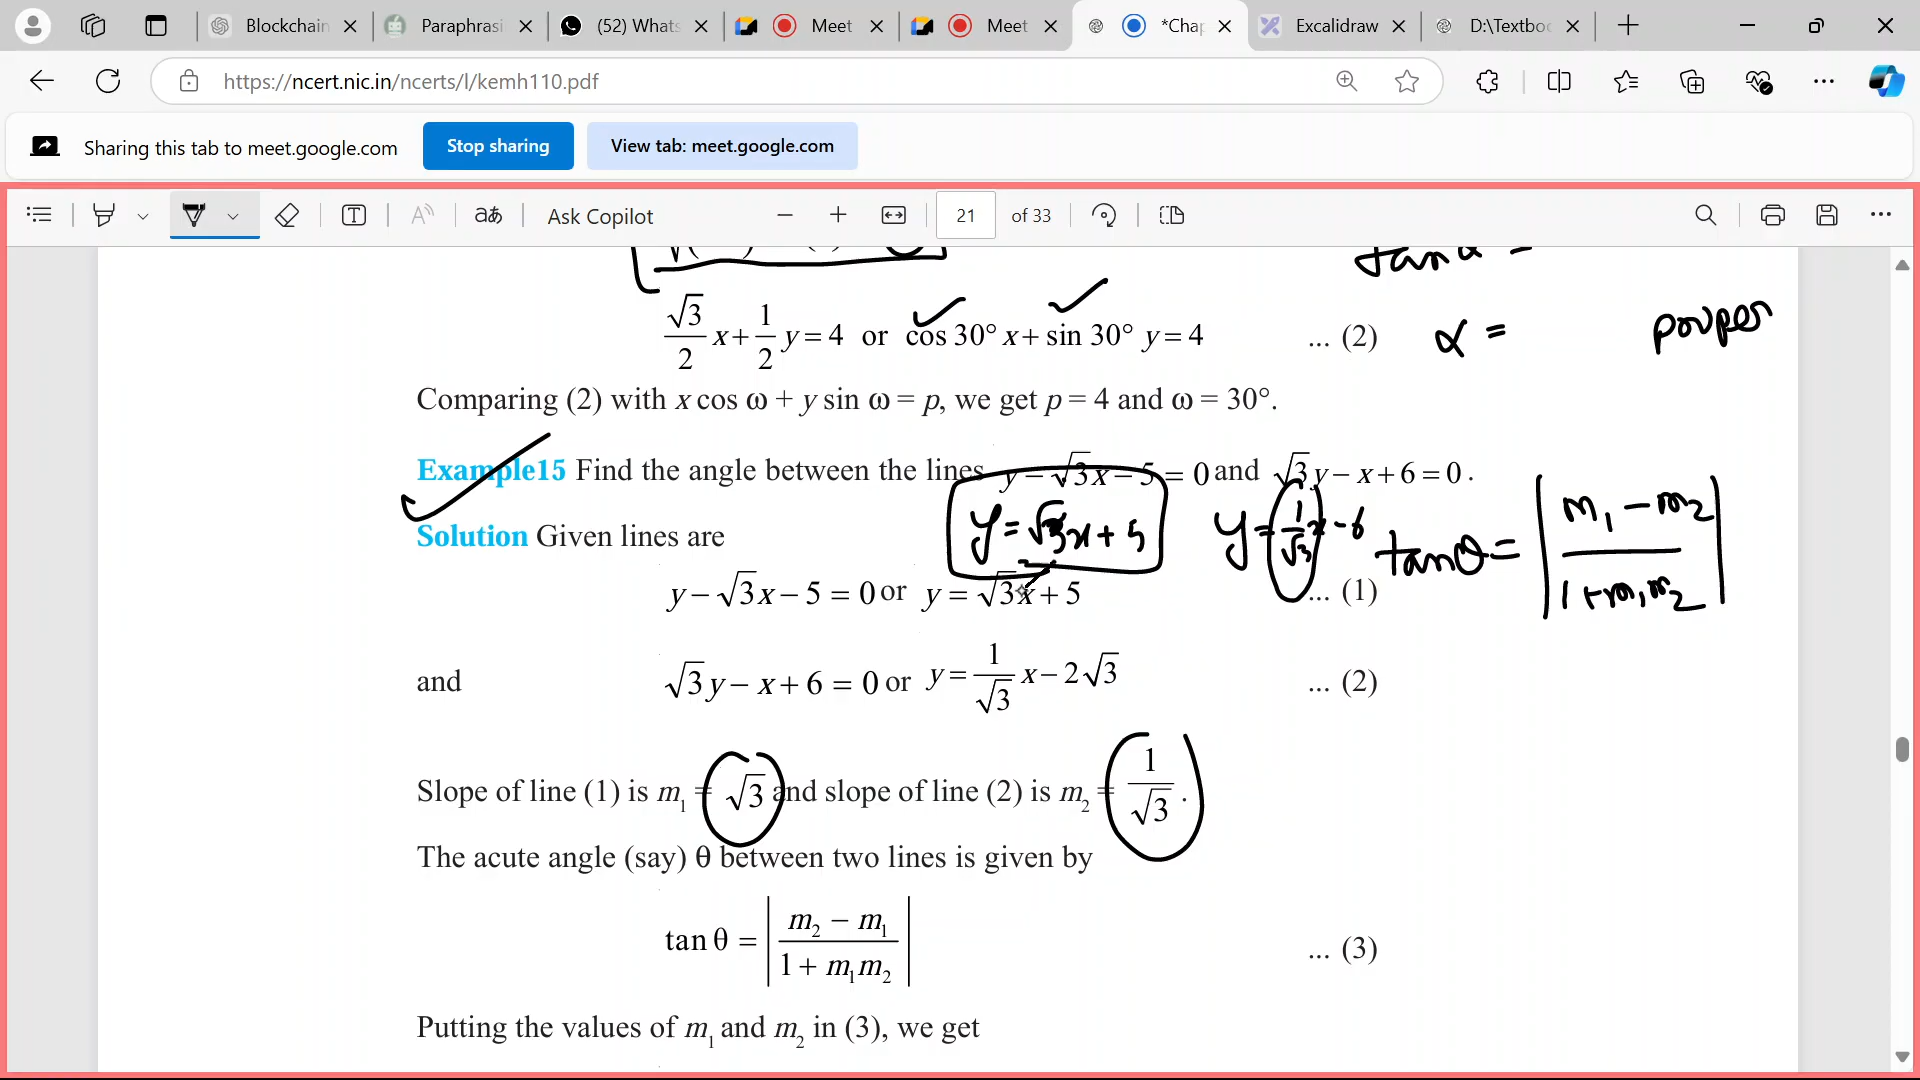 Blockchain
Paraphrasi
(52) Whats
Meet
Meet
*Chap
Excalidraw
D:\Textboo
https://ncert.nic.in/ncerts/l/kemh110.pdf
Sharing this tab to meet.google.com
Stop sharing
View tab: meet.google.com
aあ
Ask Copilot
21
of 33
tan α =
√3/2 x + 1/2 y = 4 or cos 30° x + sin 30° y = 4 ... (2)
α =
Comparing (2) with x cos ω + y sin ω = p, we get p = 4 and ω = 30°.
Example15 Find the angle between the lines y − √3x − 5 = 0 and √3y − x + 6 = 0 .
y = √3x + 5
y = 1/√3 x - 6
tanθ = | m₁ - m₂ / 1 + m₁m₂ |
Solution Given lines are
y − √3x − 5 = 0 or y = √3x + 5 ... (1)
and √3y − x + 6 = 0 or y = 1/√3 x − 2√3 ... (2)
Slope of line (1) is m₁ = √3 and slope of line (2) is m₂ = 1/√3 .
The acute angle (say) θ between two lines is given by
tan θ = | m₂ − m₁ / 1 + m₁m₂ | ... (3)
Putting the values of m₁ and m₂ in (3), we get